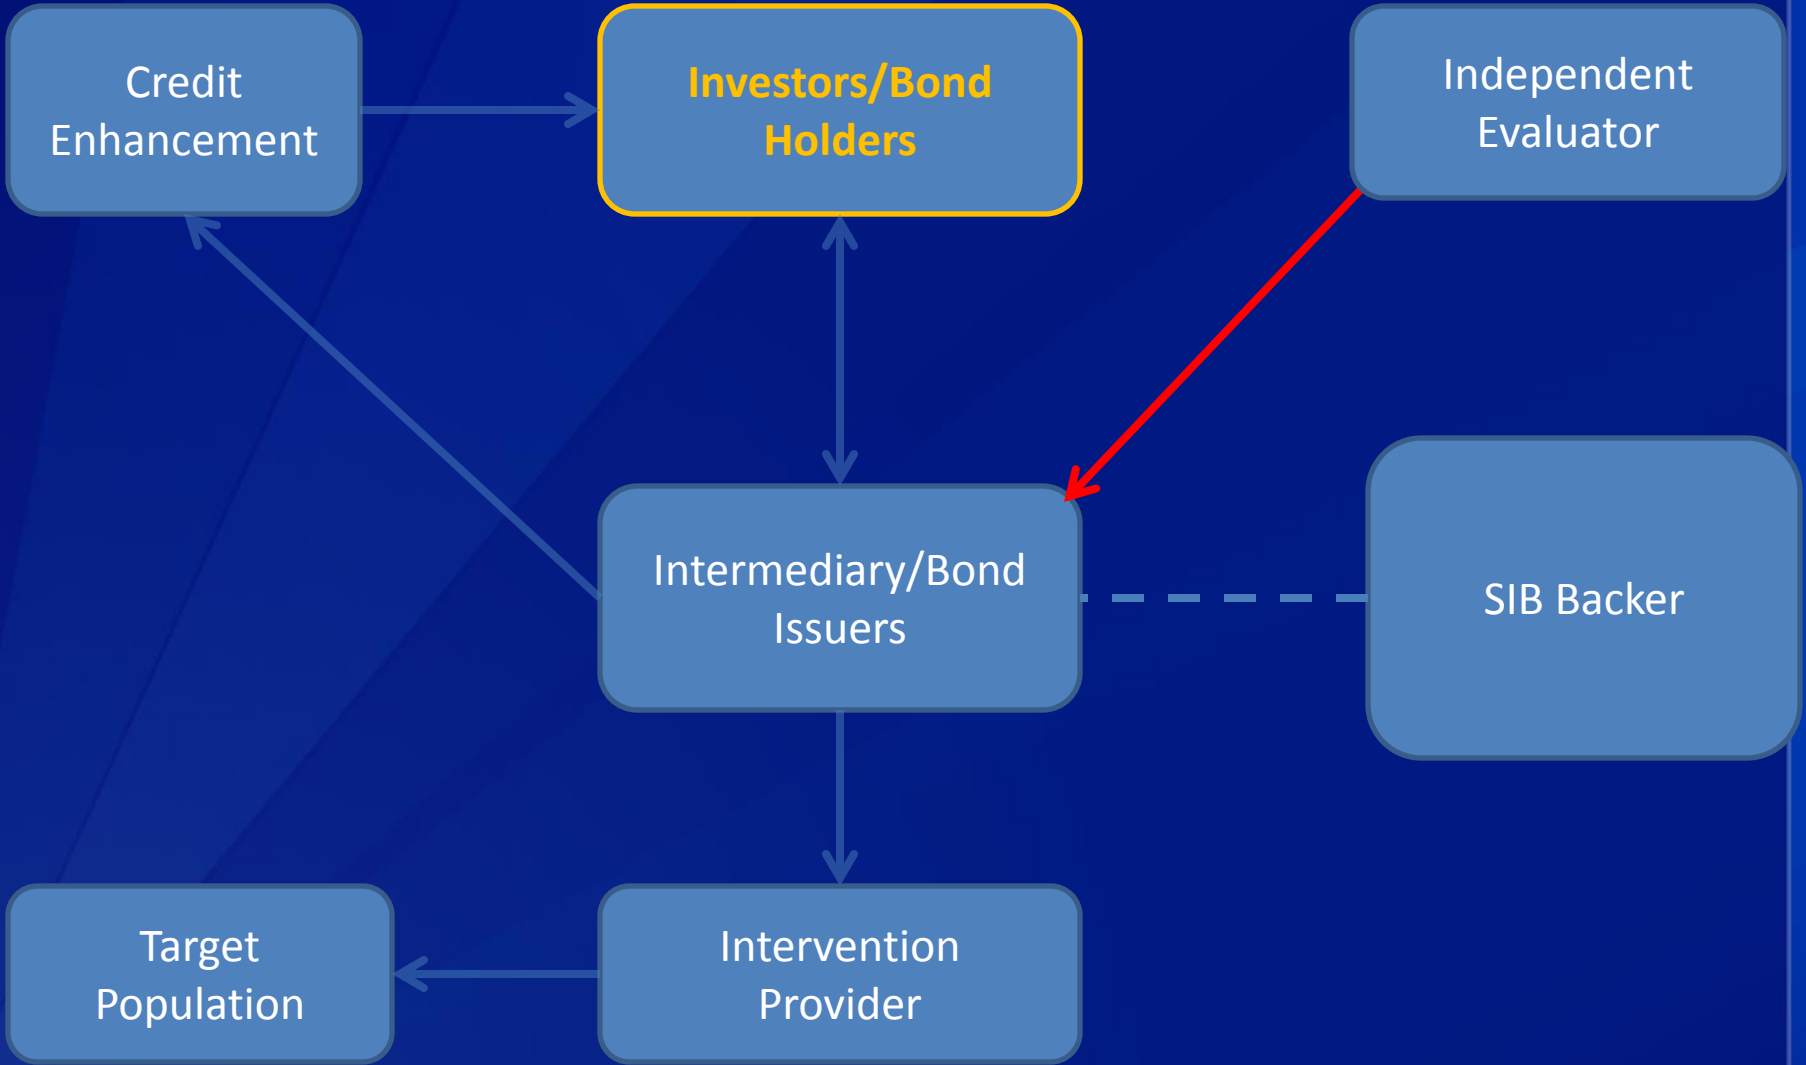 Credit
Enhancement
Investors/Bond
Holders
Independent
Evaluator
Intermediary/Bond
Issuers
SIB Backer
Target
Population
Intervention
Provider